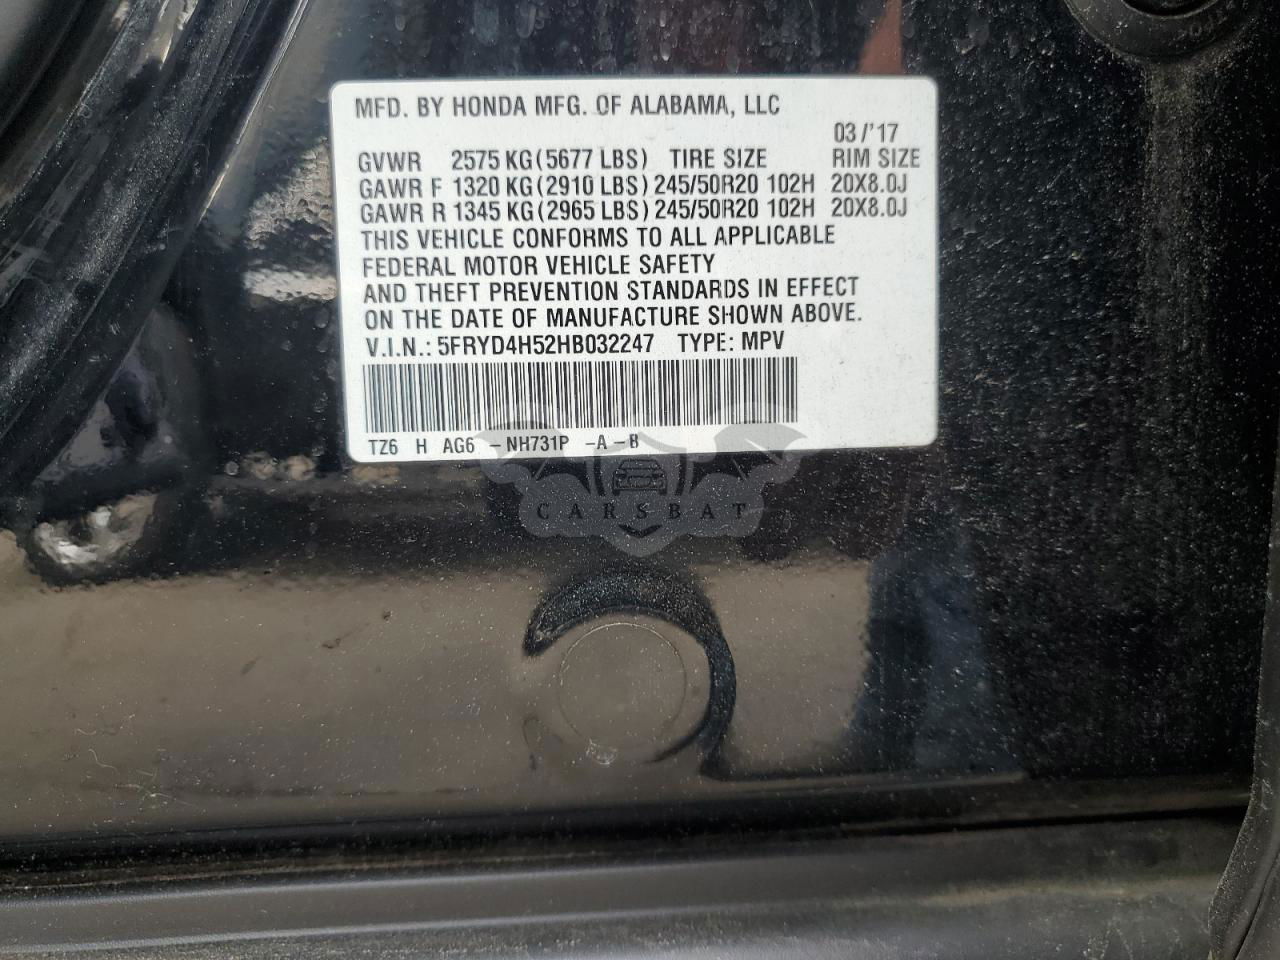 MFD. BY HONDA MFG. OF ALABAMA, LLC
03/'17
GVWR 2575 KG(5677 LBS) TIRE SIZE RIM SIZE
GAWR F 1320 KG(2910 LBS) 245/50R20 102H 20X8.0J
GAWR R 1345 KG(2965 LBS) 245/50R20 102H 20X8.0J
THIS VEHICLE CONFORMS TO ALL APPLICABLE
FEDERAL MOTOR VEHICLE SAFETY
AND THEFT PREVENTION STANDARDS IN EFFECT
ON THE DATE OF MANUFACTURE SHOWN ABOVE.
V.I.N.: 5FRYD4H52HB032247 TYPE: MPV
TZ6 H AG6 -NH731P -A-B
CARSBAT